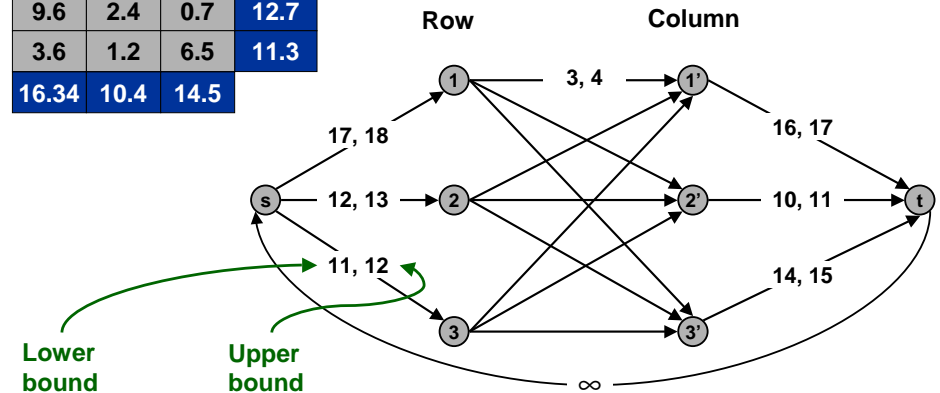 9.6 2.4 0.7 12.7
3.6 1.2 6.5 11.3
16.34 10.4 14.5
Row Column
1 3, 4 1'
17, 18 16, 17
s 12, 13 2 2' 10, 11 t
11, 12 14, 15
3 3'
Lower bound
Upper bound
∞